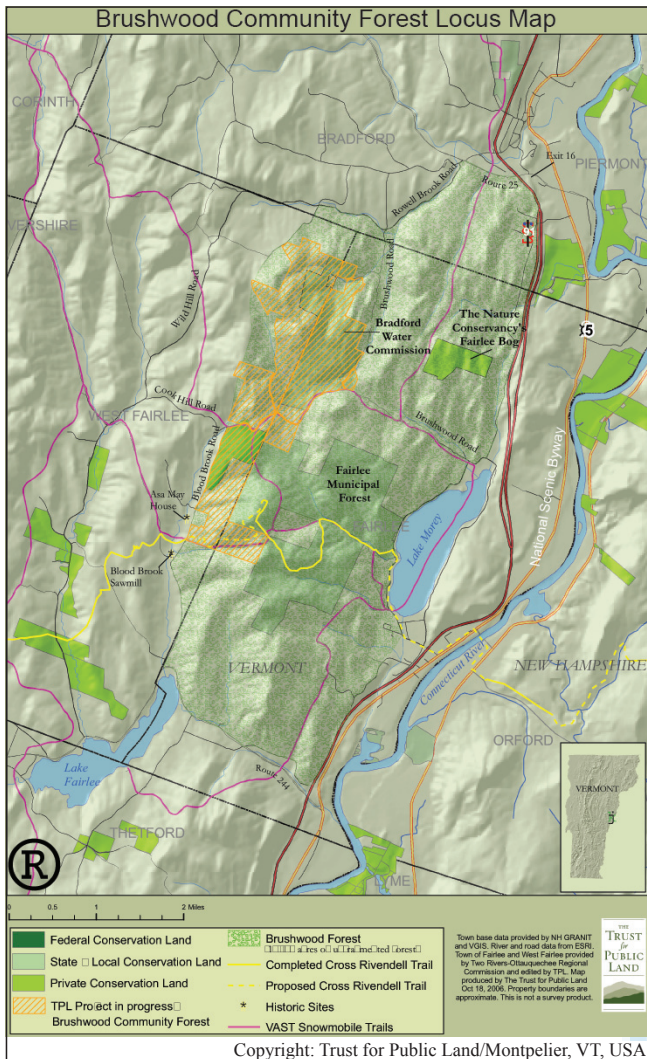 Brushwood Community Forest Locus Map
CORINTH
BRADFORD
Exit 16
PIERMONT
Rowell Brook Road
Route 25
VERSHIRE
91
Brushwood Road
Wild Hill Road
The Nature
Conservancy's
Fairlee Bog
Bradford
Water
Commission
Cook Hill Road
WEST FAIRLEE
Brushwood Road
Blood Brook Road
National Scenic Byway
Fairlee
Municipal
Forest
Asa May
House
FAIRLEE
Lake Morey
Blood Brook
Sawmill
VERMONT
Connecticut River
NEW HAMPSHIRE
ORFORD
Lake
Fairlee
Route 244
VERMONT
THETFORD
LYME
R
0 0.5 1 2 Miles
Federal Conservation Land
State Local Conservation Land
Private Conservation Land
TPL Project in progress
Brushwood Community Forest
Brushwood Forest
Completed Cross Rivendell Trail
Proposed Cross Rivendell Trail
* Historic Sites
VAST Snowmobile Trails
Town base data provided by NH GRANIT
and VGIS. River and road data from ESRI.
Town of Fairlee and West Fairlee provided
by Two Rivers-Ottauquechee Regional
Commission and edited by TPL. Map
produced by The Trust for Public Land
Oct 18, 2006. Property boundaries are
approximate. This is not a survey product.
THE
TRUST
for
PUBLIC
LAND
Copyright: Trust for Public Land/Montpelier, VT, USA